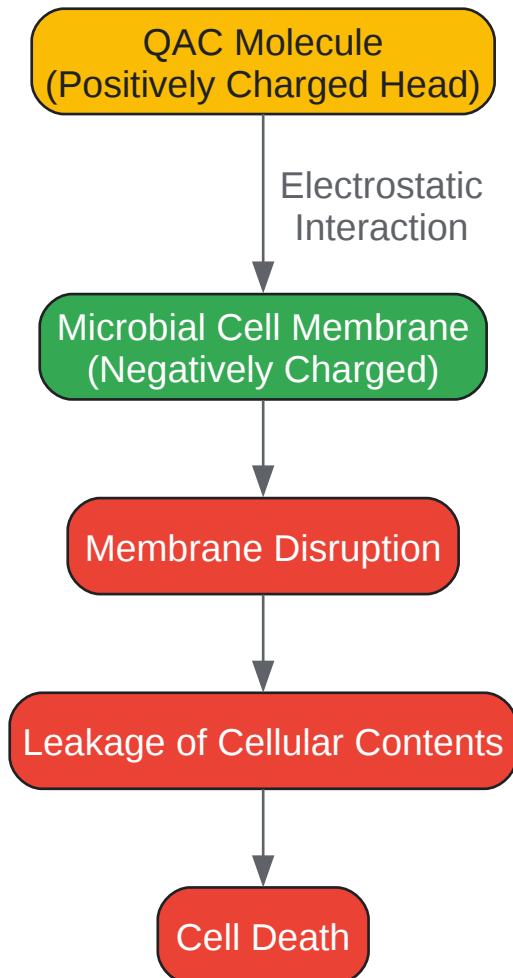 QAC Molecule
(Positively Charged Head)
Electrostatic
Interaction
Microbial Cell Membrane
(Negatively Charged)
Membrane Disruption
Leakage of Cellular Contents
Cell Death